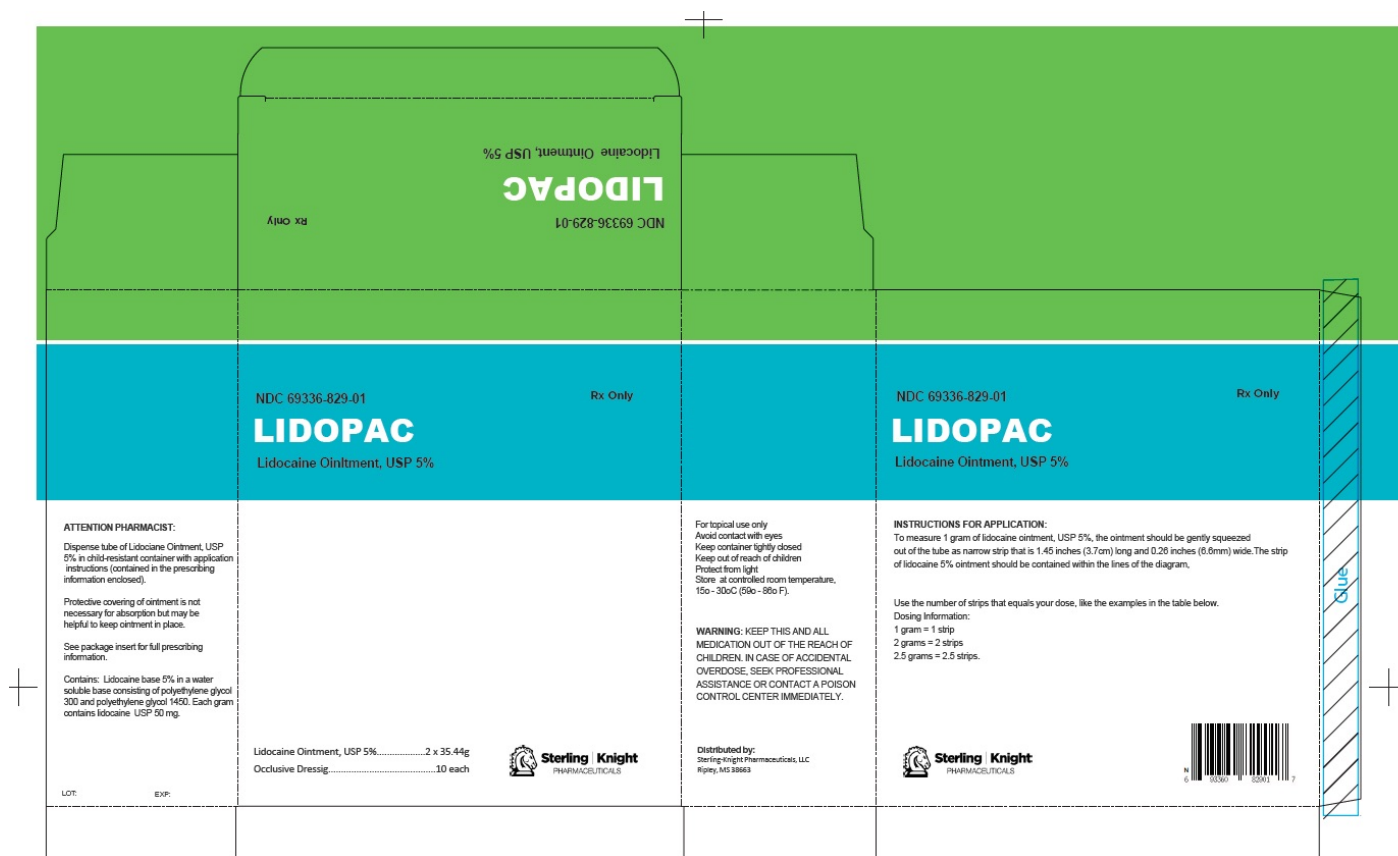 Lidocaine Ointment, USP 5%
LIDOPAC
Rx Only
NDC 69336-829-01
NDC 69336-829-01
Rx Only
LIDOPAC
Lidocaine Oinltment, USP 5%
NDC 69336-829-01
Rx Only
LIDOPAC
Lidocaine Ointment, USP 5%
ATTENTION PHARMACIST:
Dispense tube of Lidociane Ointment, USP
5% in child-resistant container with application
instructions (contained in the prescribing
information enclosed).
Protective covering of ointment is not
necessary for absorption but may be
helpful to keep ointment in place.
See package insert for full prescribing
information.
Contains: Lidocaine base 5% in a water
soluble base consisting of polyethylene glycol
300 and polyethylene glycol 1450. Each gram
contains lidocaine USP 50 mg.
LOT:
EXP:
Lidocaine Ointment, USP 5%...................2 x 35.44g
Occlusive Dressig..........................................10 each
Sterling Knight
PHARMACEUTICALS
For topical use only
Avoid contact with eyes
Keep container tightly closed
Keep out of reach of children
Protect from light
Store at controlled room temperature,
15o - 30oC (59o - 86o F).
WARNING: KEEP THIS AND ALL
MEDICATION OUT OF THE REACH OF
CHILDREN. IN CASE OF ACCIDENTAL
OVERDOSE, SEEK PROFESSIONAL
ASSISTANCE OR CONTACT A POISON
CONTROL CENTER IMMEDIATELY.
Distributed by:
Sterling-Knight Pharmaceuticals, LLC
Ripley, MS 38663
INSTRUCTIONS FOR APPLICATION:
To measure 1 gram of lidocaine ointment, USP 5%, the ointment should be gently squeezed
out of the tube as narrow strip that is 1.45 inches (3.7cm) long and 0.26 inches (6.6mm) wide.The strip
of lidocaine 5% ointment should be contained within the lines of the diagram,
Use the number of strips that equals your dose, like the examples in the table below.
Dosing Information:
1 gram = 1 strip
2 grams = 2 strips
2.5 grams = 2.5 strips.
Sterling Knight
PHARMACEUTICALS
N
6 93360 82901 7
Glue